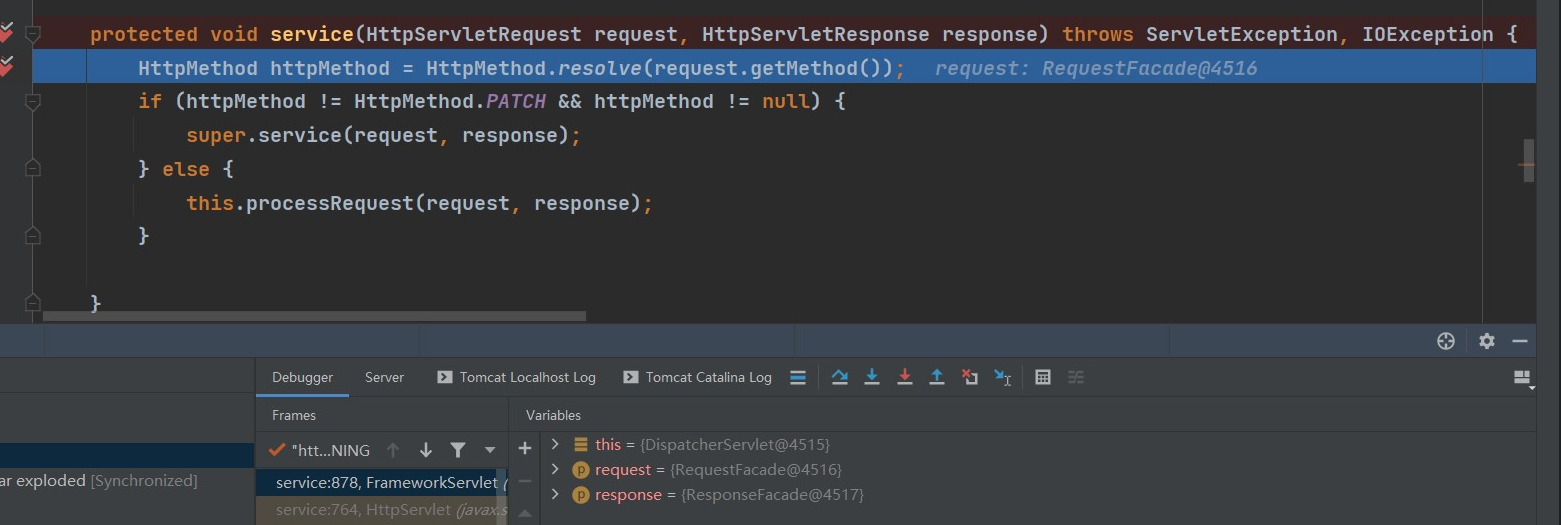 protected void service(HttpServletRequest request, HttpServletResponse response) throws ServletException, IOException {
HttpMethod httpMethod = HttpMethod.resolve(request.getMethod()); request: RequestFacade@4516
if (httpMethod != HttpMethod.PATCH && httpMethod != null) {
super.service(request, response);
} else {
this.processRequest(request, response);
}
}
Debugger Server Tomcat Localhost Log Tomcat Catalina Log
Frames Variables
"htt...NING
this = {DispatcherServlet@4515}
request = {RequestFacade@4516}
response = {ResponseFacade@4517}
ar exploded [Synchronized]
service:878, FrameworkServlet (
service:764, HttpServlet (javax.s